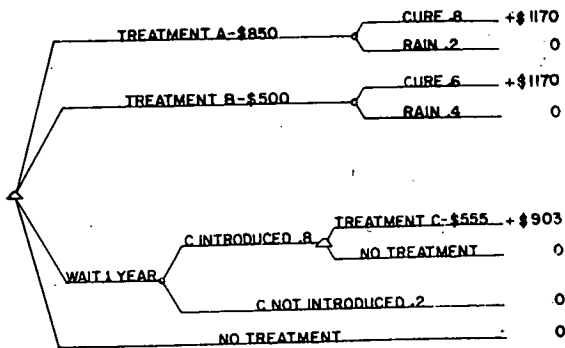 CURE .8 +$1170
TREATMENT A-$850
RAIN .2 0
CURE .6 +$1170
TREATMENT B-$500
RAIN .4 0
TREATMENT C-$555 +$903
C INTRODUCED .8
NO TREATMENT 0
WAIT 1 YEAR
C NOT INTRODUCED .2 0
NO TREATMENT 0